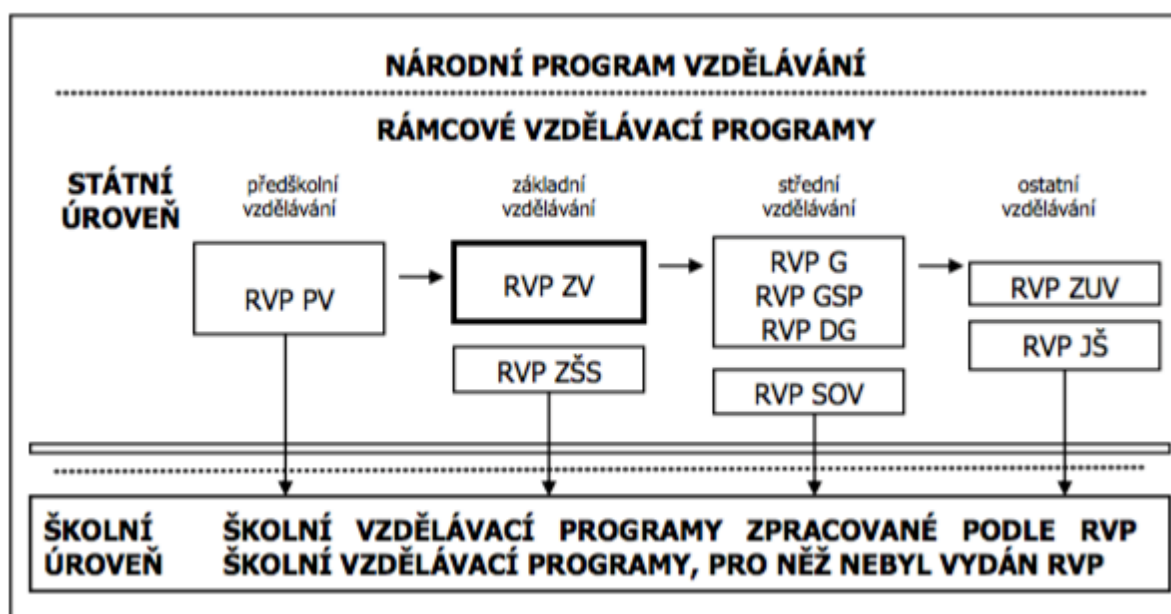 NÁRODNÍ PROGRAM VZDĚLÁVÁNÍ
RÁMCOVÉ VZDĚLÁVACÍ PROGRAMY
STÁTNÍ
ÚROVEŇ
předškolní
vzdělávání
základní
vzdělávání
střední
vzdělávání
ostatní
vzdělávání
RVP PV
RVP ZV
RVP ZŠS
RVP G
RVP GSP
RVP DG
RVP SOV
RVP ZUV
RVP JŠ
ŠKOLNÍ
ÚROVEŇ
ŠKOLNÍ VZDĚLÁVACÍ PROGRAMY ZPRACOVANÉ PODLE RVP
ŠKOLNÍ VZDĚLÁVACÍ PROGRAMY, PRO NĚŽ NEBYL VYDÁN RVP